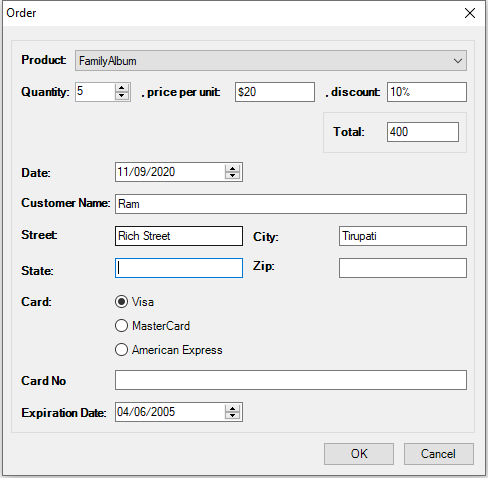 Order
Product: FamilyAlbum
Quantity: 5 , price per unit: $20 , discount: 10%
Total: 400
Date: 11/09/2020
Customer Name: Ram
Street: Rich Street City: Tirupati
State: Zip:
Card: Visa
MasterCard
American Express
Card No
Expiration Date: 04/06/2005
OK Cancel